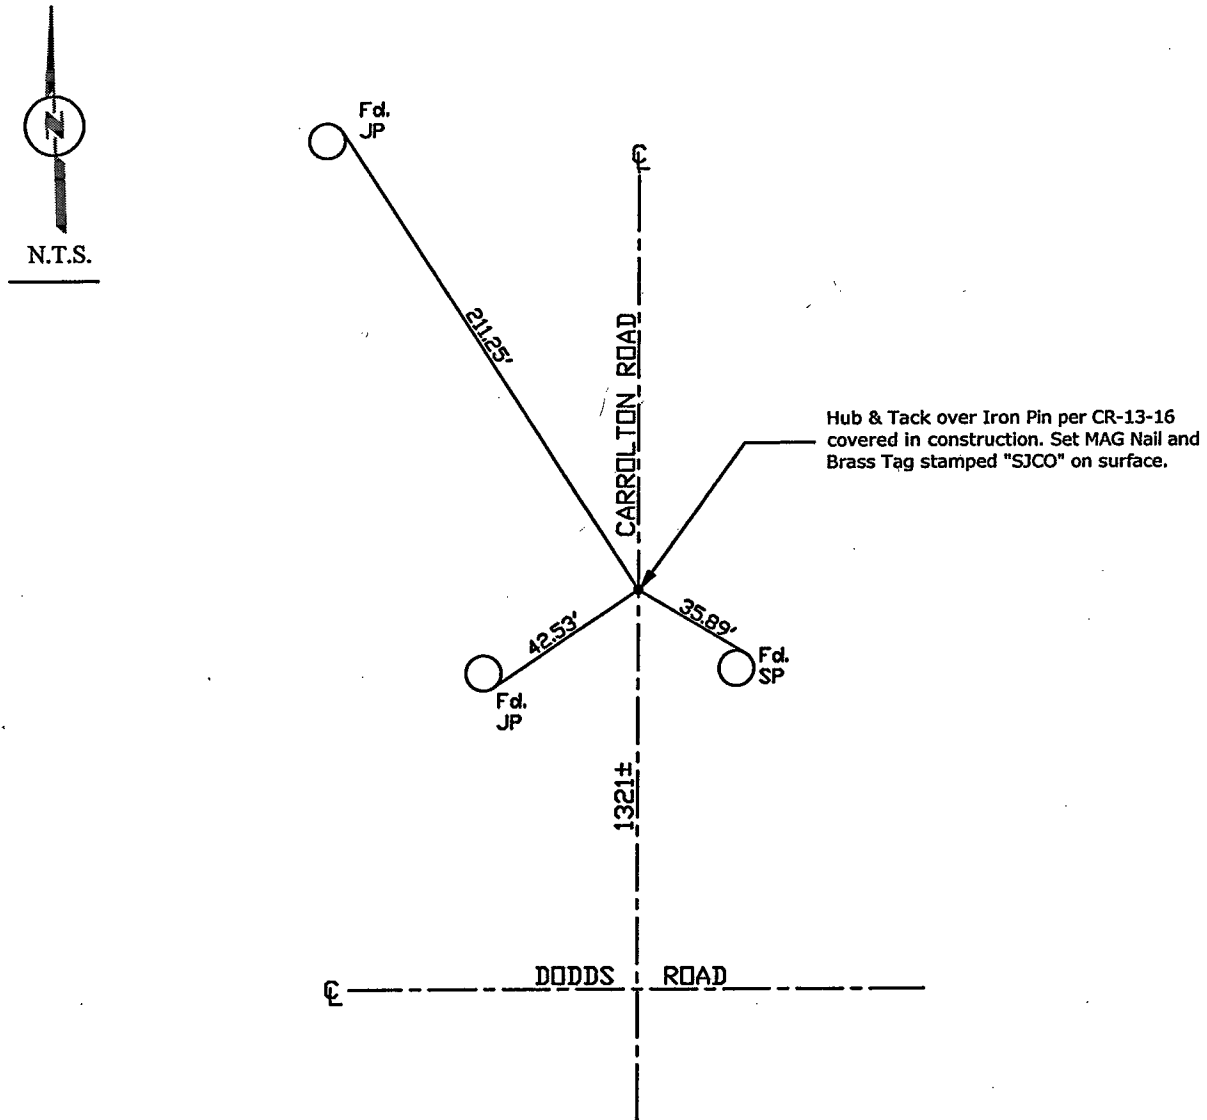 N
N.T.S.
Fd.
JP
℄
211.25'
CARROLTON ROAD
Hub & Tack over Iron Pin per CR-13-16
covered in construction. Set MAG Nail and
Brass Tag stamped "SJCO" on surface.
42.53'
35.89'
Fd.
SP
Fd.
JP
1321±
DODDS ROAD
℄